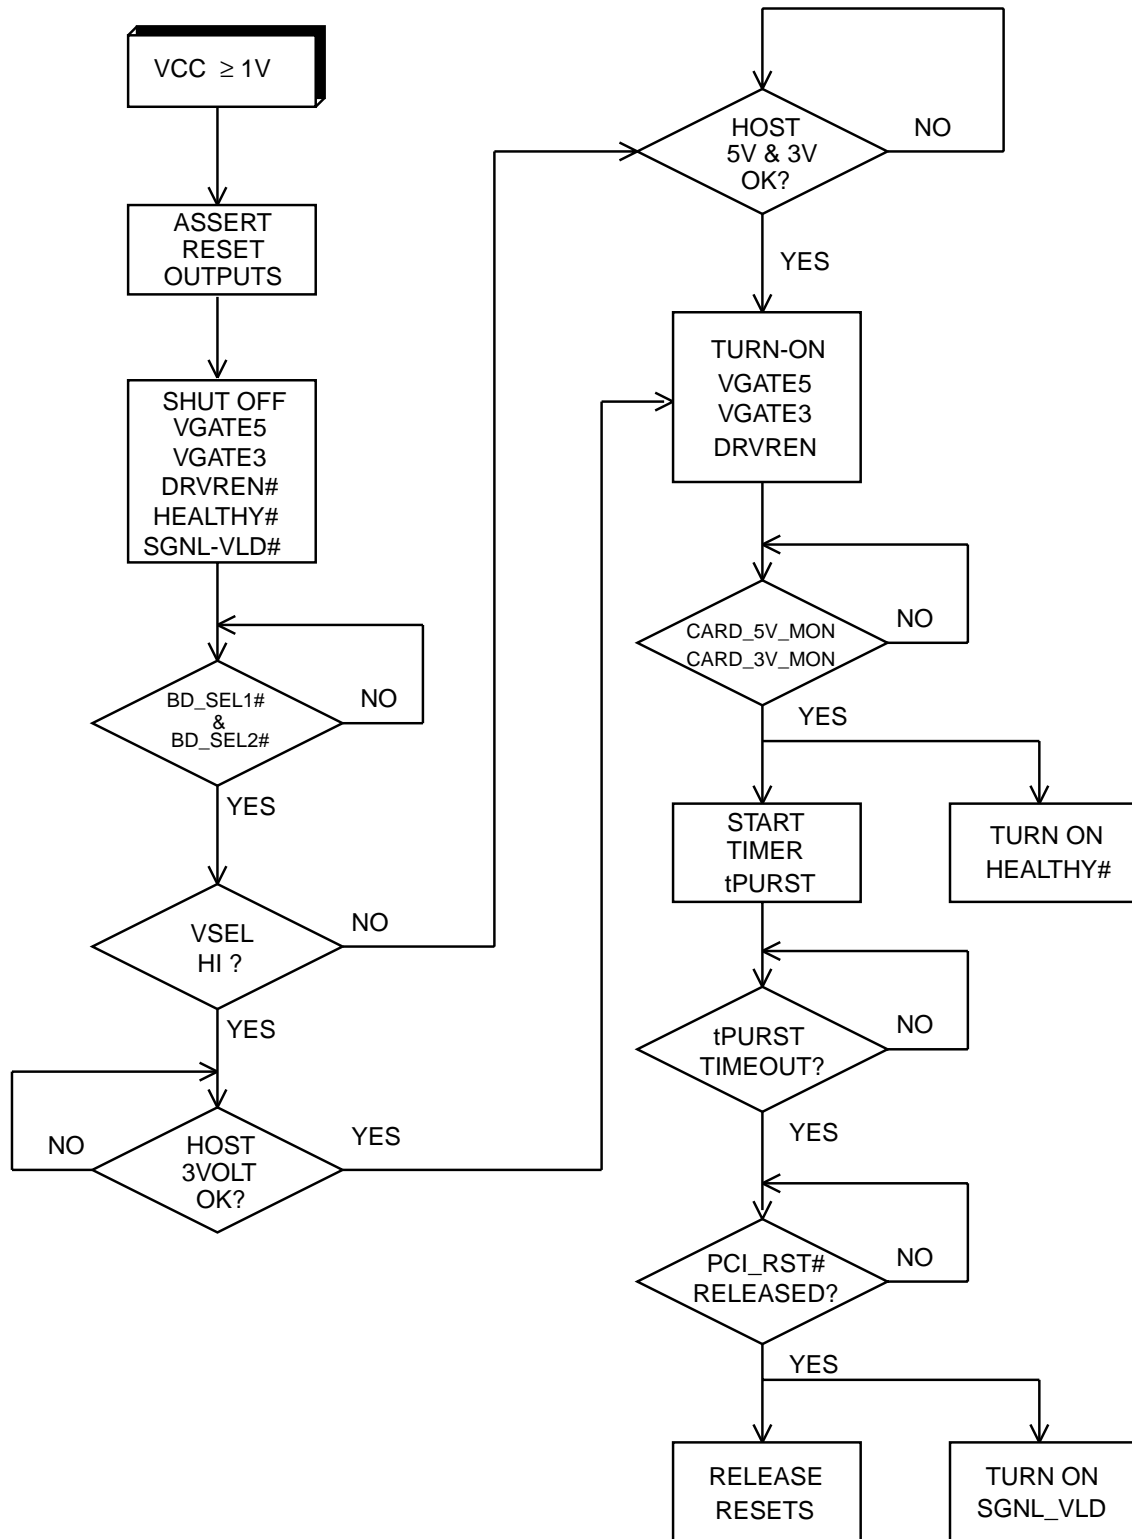 VCC ≥ 1V
ASSERT
RESET
OUTPUTS
SHUT OFF
VGATE5
VGATE3
DRVREN#
HEALTHY#
SGNL-VLD#
BD_SEL1#
&
BD_SEL2#
NO
YES
VSEL
HI ?
NO
YES
HOST
3VOLT
OK?
NO
YES
HOST
5V & 3V
OK?
NO
YES
TURN-ON
VGATE5
VGATE3
DRVREN
CARD_5V_MON
CARD_3V_MON
NO
YES
START
TIMER
tPURST
TURN ON
HEALTHY#
tPURST
TIMEOUT?
NO
YES
PCI_RST#
RELEASED?
NO
YES
RELEASE
RESETS
TURN ON
SGNL_VLD